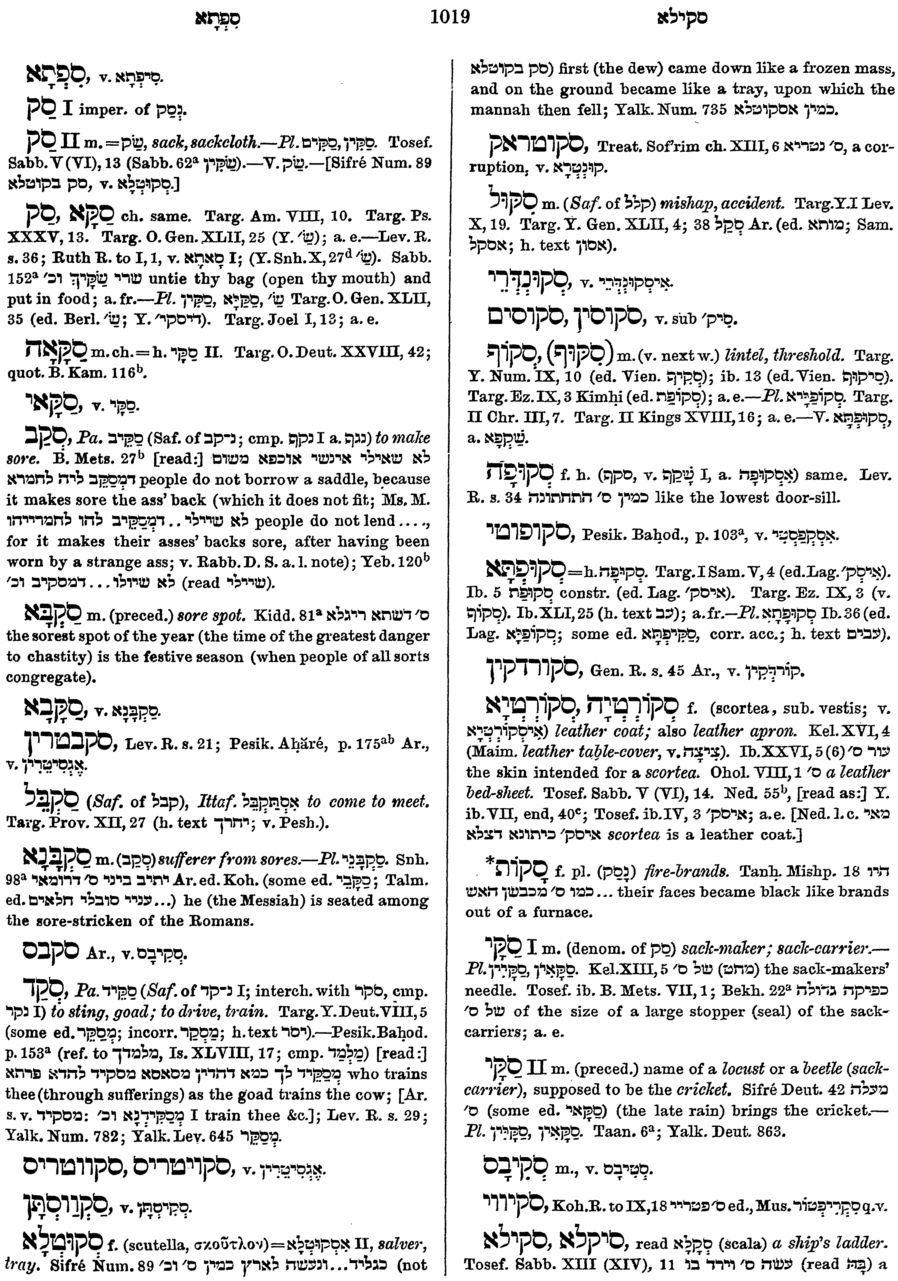 סִפְתָא 1019 סקילא
סִפְתָא, v. סִיפְתָא.
סַק I imper. of נְסַק.
סַק II m. = שַׂק, sack, sackcloth.—Pl. סַקִּים, סַקִּין. Tosef.
Sabb. V (VI), 13 (Sabb. 62ª שַׂקִּין).—V. שַׂק.—[Sifré Num. 89
סק בקוטלא, v. סְקוּטְלָא.]
סַק, סַקָּא ch. same. Targ. Am. VIII, 10. Targ. Ps.
XXXV, 13. Targ. O. Gen. XLII, 25 (Y. שַׂ׳); a. e.—Lev. R.
s. 36; Ruth R. to I, 1, v. סָאתָא I; (Y. Snh. X, 27ᵈ שַׂ׳). Sabb.
152ª שרי שַׂקֵּיךְ וכ׳ untie thy bag (open thy mouth) and
put in food; a. fr.—Pl. סַקִּין, סַקַּיָּא, שַׂ׳ Targ. O. Gen. XLII,
35 (ed. Berl. שַׂ׳; Y. דיסקי׳). Targ. Joel I, 13; a. e.
סַקָּאָה m. ch. = h. סַקַּי II. Targ. O. Deut. XXVIII, 42;
quot. B. Kam. 116ᵇ.
סַקָּאי, v. סַקַּי.
סְקַב, Pa. סַקֵּיב (Saf. of נ־קב; cmp. נקף I a. נגף) to make
sore. B. Mets. 27ᵇ [read:] לא שאילי אינשי אוכפא משום
דמְסַקֵּב ליה לחמרא people do not borrow a saddle, because
it makes sore the ass' back (which it does not fit; Ms. M.
לא שיילי .. דמְסַקֵּיב להו לחמרייהו people do not lend . . . .,
for it makes their asses' backs sore, after having been
worn by a strange ass; v. Rabb. D. S. a. l. note); Yeb. 120ᵇ
לא שיולו...דמסקיב וכ׳ (read שיילי).
סִקְבָּא m. (preced.) sore spot. Kidd. 81ª ס׳ דשתא ריגלא
the sorest spot of the year (the time of the greatest danger
to chastity) is the festive season (when people of all sorts
congregate).
סַקָּבָא, v. סַקְבָּנָא.
סקבטרין, Lev. R. s. 21; Pesik. Aḥăré, p. 175ᵃᵇ Ar.,
v. אֱגְסִיטֵרִין.
סַקְבֵּל (Saf. of קבל), Ittaf. אִסְתַּקְבֵּל to come to meet.
Targ. Prov. XII, 27 (h. text יחרך; v. Pesh.).
סַקְבָּנָא m. (סְקַב) sufferer from sores.—Pl. סַקְבָּנֵי. Snh.
98ª יתיב ביני ס׳ דרומאי Ar. ed. Koh. (some ed. סַקָּבֵי; Talm.
ed. עניי סובלי חלאים...) he (the Messiah) is seated among
the sore-stricken of the Romans.
סקבס Ar., v. סְקִיבָס.
סְקַד, Pa. סַקֵּיד (Saf. of י־קד I; interch. with סקר, cmp.
נקר I) to sting, goad; to drive, train. Targ. Y. Deut. VIII, 5
(some ed. מְסַקֵּר; incorr. מְסַקֵּר; h. text יסר).—Pesik. Baḥod.
p. 153ª (ref. to מלמדך, Is. XLVIII, 17; cmp. מַלְמֵד) [read:]
מְסַקֵּיד לך כמא דהדין מסאסא מסקיד להדא פרתא who trains
thee (through sufferings) as the goad trains the cow; [Ar.
s. v. מסקיד: מְסַקֵּידְנָא וכ׳ I train thee &c.]; Lev. R. s. 29;
Yalk. Num. 782; Yalk. Lev. 645 מְסַקֵּר.
סקויטריס, סקווטריס, v. אֱגְסִיטֵרִין.
סַקְווֹסְתָּן, v. סַקִיסְתָּן.
סְקוּטְלָא f. (scutella, σκοῦτλον) = אִסְקוּטְלָא II, salver,
tray. Sifré Num. 89 כגליד...ונעשה לארץ כמין ס׳ וכ׳ (not
סק בקוטלא) first (the dew) came down like a frozen mass,
and on the ground became like a tray, upon which the
mannah then fell; Yalk. Num. 735 כמין אסקוטלא.
סקוטראק, Treat. Sof'rim ch. XIII, 6 ס׳ נטריא, a cor-
ruption, v. קוּנְטְרָא.
סִקּוּל m. (Saf. of קלל) mishap, accident. Targ. Y. I Lev.
X, 19. Targ. Y. Gen. XLII, 4; 38 סְקַל Ar. (ed. מותא; Sam.
אסקל; h. text אסון).
סְקוּנְדְּרֵי, v. אִיסְקוּנְדְּרֵי.
סקוסין, סקוסים, v. sub סיק׳.
סְקוֹף, (סְקוּף) m. (v. next w.) lintel, threshold. Targ.
Y. Num. IX, 10 (ed. Vien. סְקֵיף); ib. 13 (ed. Vien. סיקוף).
Targ. Ez. IX, 3 Kimḥi (ed. סְקוֹפַת); a. e.—Pl. סְקוֹפַיָּא. Targ.
II Chr. III, 7. Targ. II Kings XVIII, 16; a. e.—V. סְקוּפְתָּא,
a. שַׁקְפָא.
סְקוּפָּה f. h. (סקף, v. שָׁקַף I, a. אִסְקוּפָּה) same. Lev.
R. s. 34 כמין ס׳ התחתונה like the lowest door-sill.
סקופוטי, Pesik. Baḥod., p. 103ª, v. אִסְקַפַּסְטֵי.
סְקוּפְתָּא = h. סְקוּפָּה. Targ. I Sam. V, 4 (ed. Lag. איסק׳).
Ib. 5 סְקוּפַּת constr. (ed. Lag. איסק׳). Targ. Ez. IX, 3 (v.
סְקוֹף). Ib. XLI, 25 (h. text עב); a. fr.—Pl. סְקוּפָּתָא Ib. 36 (ed.
Lag. סְקוֹפַיָּא; some ed. סְקִיפָּתָא, corr. acc.; h. text עבים).
סקורדקין, Gen. R. s. 45 Ar., v. קוֹרְדְּקִין.
סְקוֹרְטְיָה, סְקוֹרְטְיָא f. (scortea, sub. vestis; v.
אִיסְקוֹרְטְיָא) leather coat; also leather apron. Kel. XVI, 4
(Maim. leather table-cover, v. צִיצָה). Ib. XXVI, 5 (6) עור ס׳
the skin intended for a scortea. Ohol. VIII, 1 ס׳ a leather
bed-sheet. Tosef. Sabb. V (VI), 14. Ned. 55ᵇ, [read as:] Y.
ib. VII, end, 40ᶜ; Tosef. ib. IV, 3 איסק׳; a. e. [Ned. l. c. מאי
איסק׳ כיתונא דצלא scortea is a leather coat.]
*סָקוֹת f. pl. (נְסַק) fire-brands. Tanḥ. Mishp. 18 והיו
כמו ס׳ מכבשן האש ... their faces became black like brands
out of a furnace.
סַקַּי I m. (denom. of סַק) sack-maker; sack-carrier.—
Pl. סַקָּיִין, סַקָּאִין. Kel. XIII, 5 של ס׳ (מחט) the sack-makers'
needle. Tosef. ib. B. Mets. VII, 1; Bekh. 22ª כפיקה גדולה
של ס׳ of the size of a large stopper (seal) of the sack-
carriers; a. e.
סַקַּי II m. (preced.) name of a locust or a beetle (sack-
carrier), supposed to be the cricket. Sifré Deut. 42 מעלה
ס׳ (some ed. סַקָּאי) (the late rain) brings the cricket.—
Pl. סַקָּיִין, סַקָּאִין. Taan. 6ª; Yalk. Deut. 863.
סְקִיבָס m., v. סְטִיבָס.
סקיווי, Koh. R. to IX, 18 ס׳פטריי ed., Mus. סְקְרִיפְּטוֹרֵי q. v.
סיקלא, סקילא, read סְקָלָא (scala) a ship's ladder.
Tosef. Sabb. XIII (XIV), 11 עשה ס׳ וירד בו (read בָּהּ) a